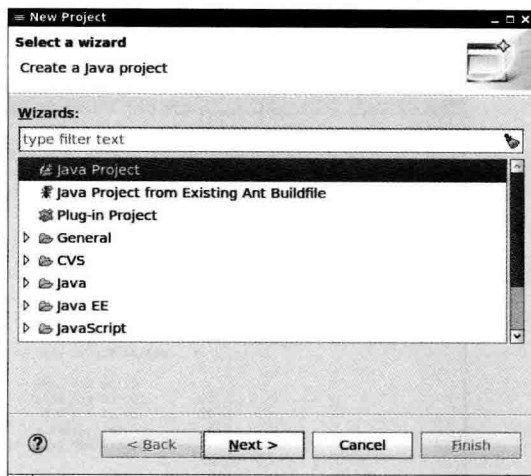 New Project
Select a wizard
Create a Java project
Wizards:
type filter text
Java Project
Java Project from Existing Ant Buildfile
Plug-in Project
General
CVS
Java
Java EE
JavaScript
? < Back Next > Cancel Finish